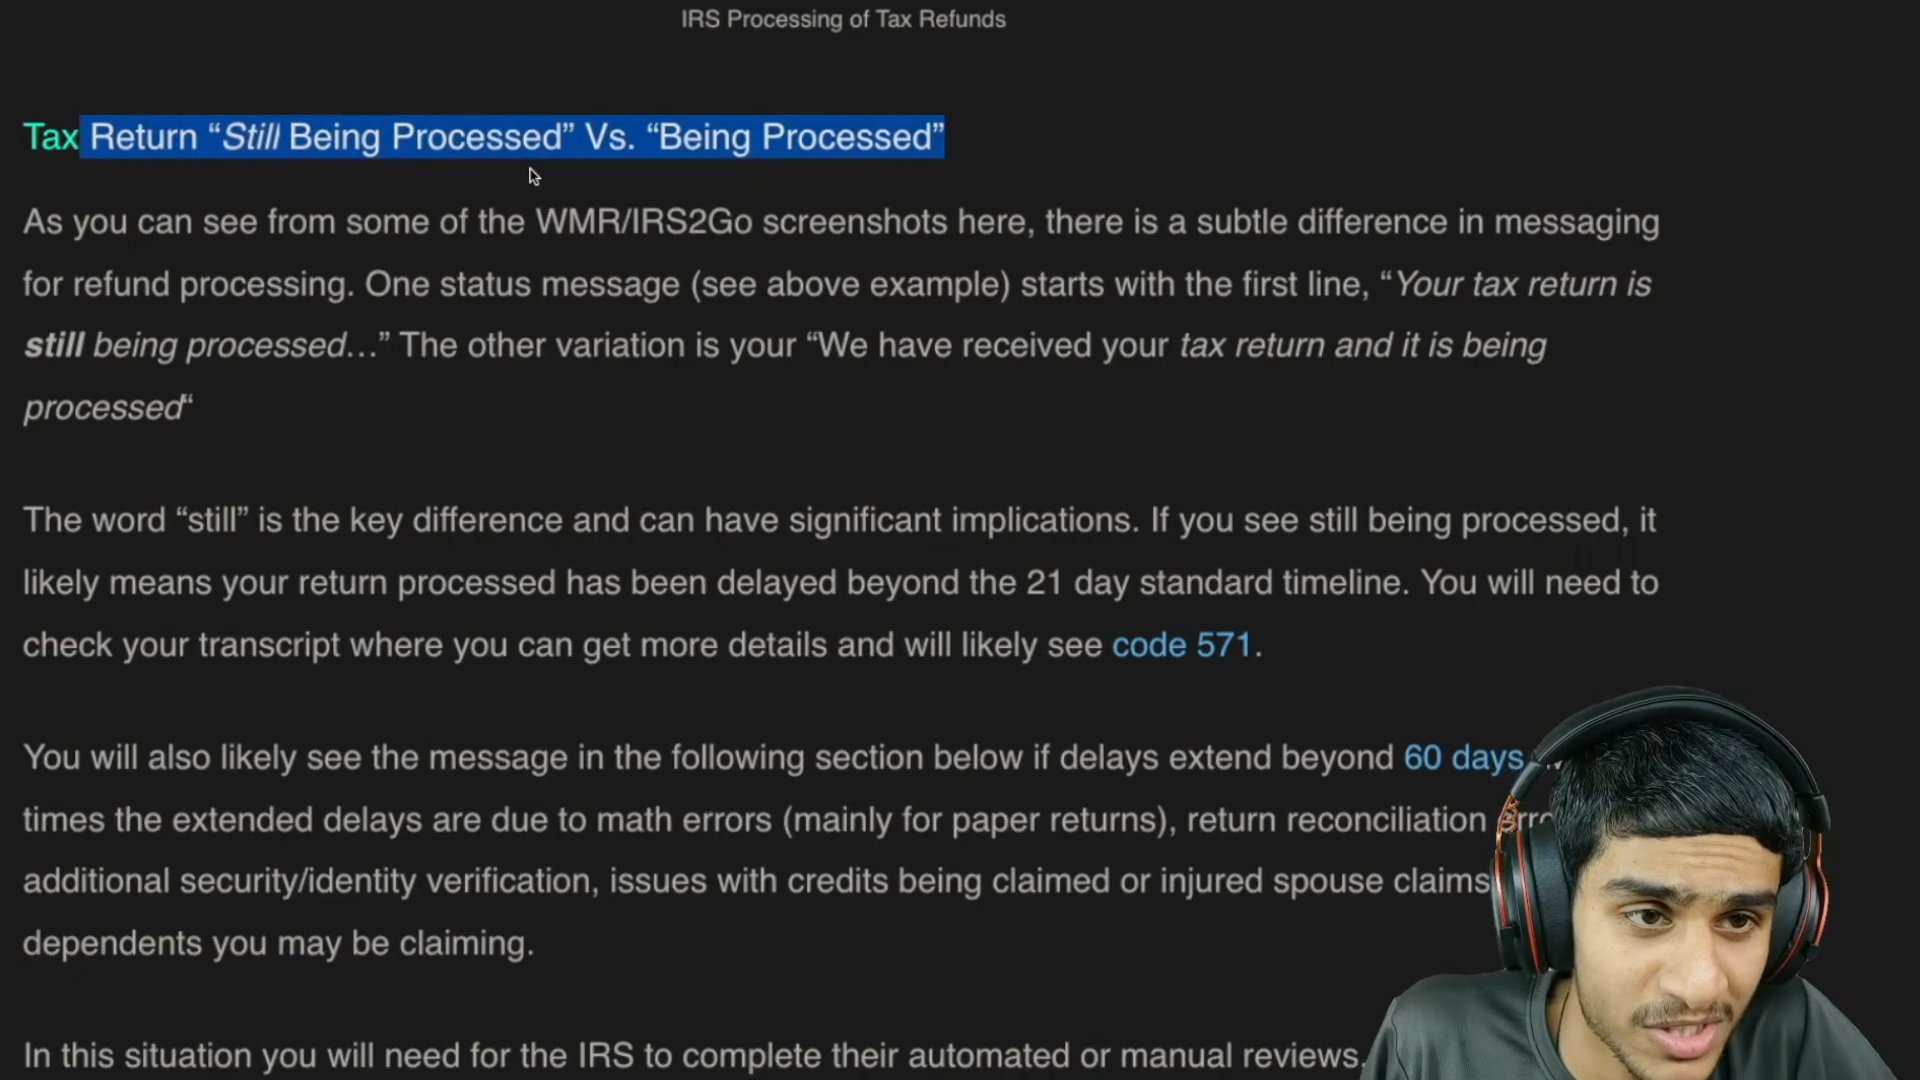 IRS Processing of Tax Refunds
Tax Return “Still Being Processed” Vs. “Being Processed”
As you can see from some of the WMR/IRS2Go screenshots here, there is a subtle difference in messaging
for refund processing. One status message (see above example) starts with the first line, “Your tax return is
still being processed…” The other variation is your “We have received your tax return and it is being
processed“
The word “still” is the key difference and can have significant implications. If you see still being processed, it
likely means your return processed has been delayed beyond the 21 day standard timeline. You will need to
check your transcript where you can get more details and will likely see code 571.
You will also likely see the message in the following section below if delays extend beyond 60 days.
times the extended delays are due to math errors (mainly for paper returns), return reconciliation
additional security/identity verification, issues with credits being claimed or injured spouse claims
dependents you may be claiming.
In this situation you will need for the IRS to complete their automated or manual reviews.